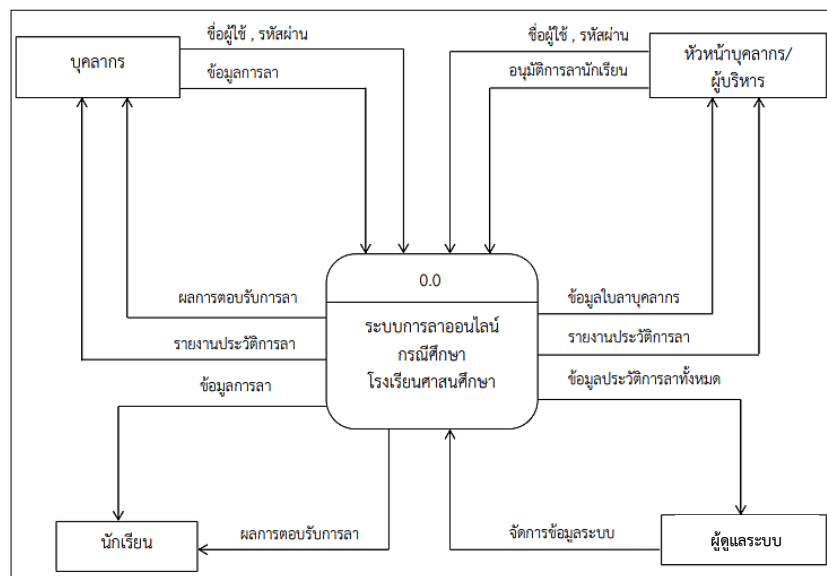 ชื่อผู้ใช้ , รหัสผ่าน
บุคลากร
ข้อมูลการลา
ชื่อผู้ใช้ , รหัสผ่าน
หัวหน้าบุคลากร/
ผู้บริหาร
อนุมัติการลานักเรียน
0.0
ระบบการลาออนไลน์
กรณีศึกษา
โรงเรียนศาสนศึกษา
ผลการตอบรับการลา
รายงานประวัติการลา
ข้อมูลการลา
ข้อมูลใบลาบุคลากร
รายงานประวัติการลา
ข้อมูลประวัติการลาทั้งหมด
นักเรียน
ผลการตอบรับการลา
จัดการข้อมูลระบบ
ผู้ดูแลระบบ